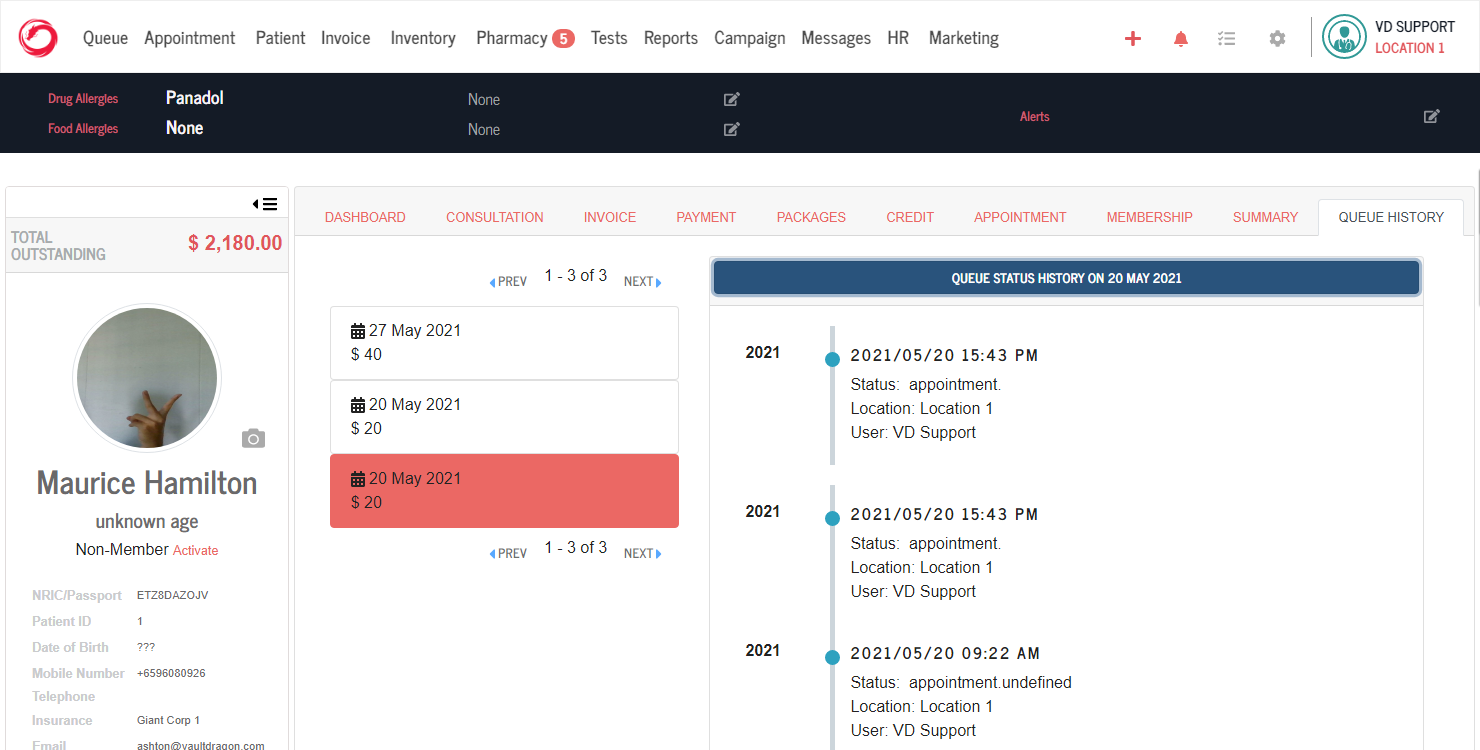 Queue Appointment Patient Invoice Inventory Pharmacy 5 Tests Reports Campaign Messages HR Marketing
VD SUPPORT
LOCATION 1
Drug Allergies Panadol None
Food Allergies None None
Alerts
TOTAL
OUTSTANDING
$ 2,180.00
Maurice Hamilton
unknown age
Non-Member Activate
NRIC/Passport ETZ8DAZOJV
Patient ID 1
Date of Birth ???
Mobile Number +6596080926
Telephone
Insurance Giant Corp 1
Email ashton@vaultdragon.com
DASHBOARD CONSULTATION INVOICE PAYMENT PACKAGES CREDIT APPOINTMENT MEMBERSHIP SUMMARY QUEUE HISTORY
PREV 1 - 3 of 3 NEXT
27 May 2021
$ 40
20 May 2021
$ 20
20 May 2021
$ 20
PREV 1 - 3 of 3 NEXT
QUEUE STATUS HISTORY ON 20 MAY 2021
2021
2021/05/20 15:43 PM
Status: appointment.
Location: Location 1
User: VD Support
2021
2021/05/20 15:43 PM
Status: appointment.
Location: Location 1
User: VD Support
2021
2021/05/20 09:22 AM
Status: appointment.undefined
Location: Location 1
User: VD Support